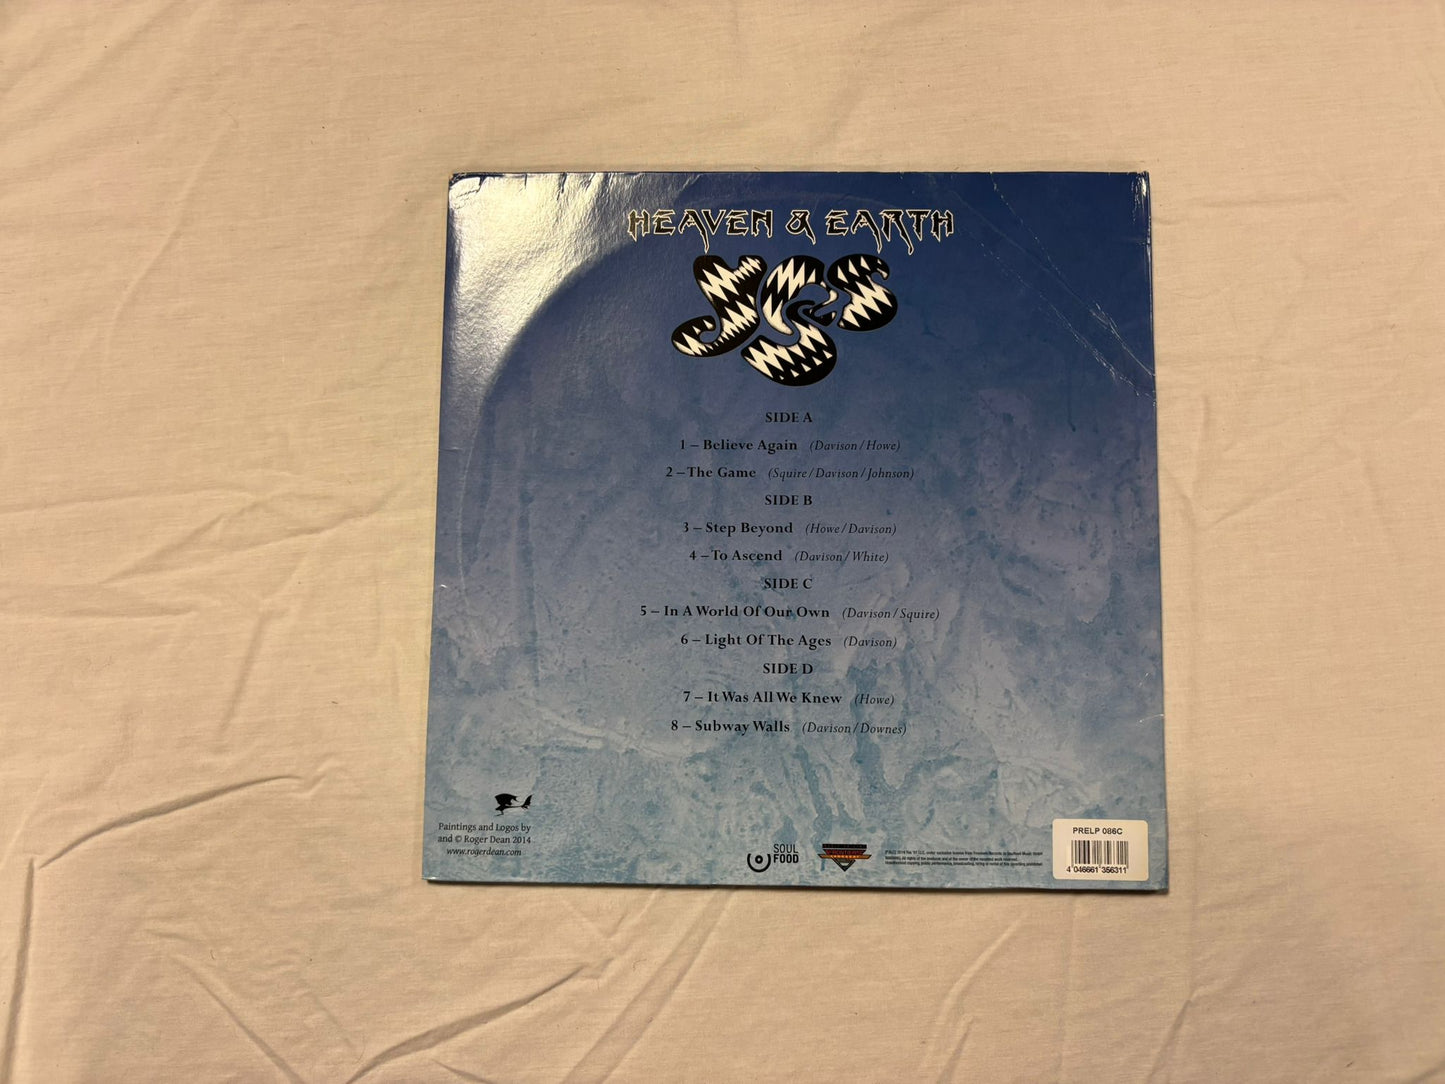 HEAVEN & EARTH
YES
SIDE A
1 – Believe Again (Davison / Howe)
2 – The Game (Squire / Davison / Johnson)
SIDE B
3 – Step Beyond (Howe / Davison)
4 – To Ascend (Davison / White)
SIDE C
5 – In A World Of Our Own (Davison / Squire)
6 – Light Of The Ages (Davison)
SIDE D
7 – It Was All We Knew (Howe)
8 – Subway Walls (Davison / Downes)
Paintings and Logos by
and © Roger Dean 2014
www.rogerdean.com
SOUL
FOOD
PRELP 086C
4 046661 356311